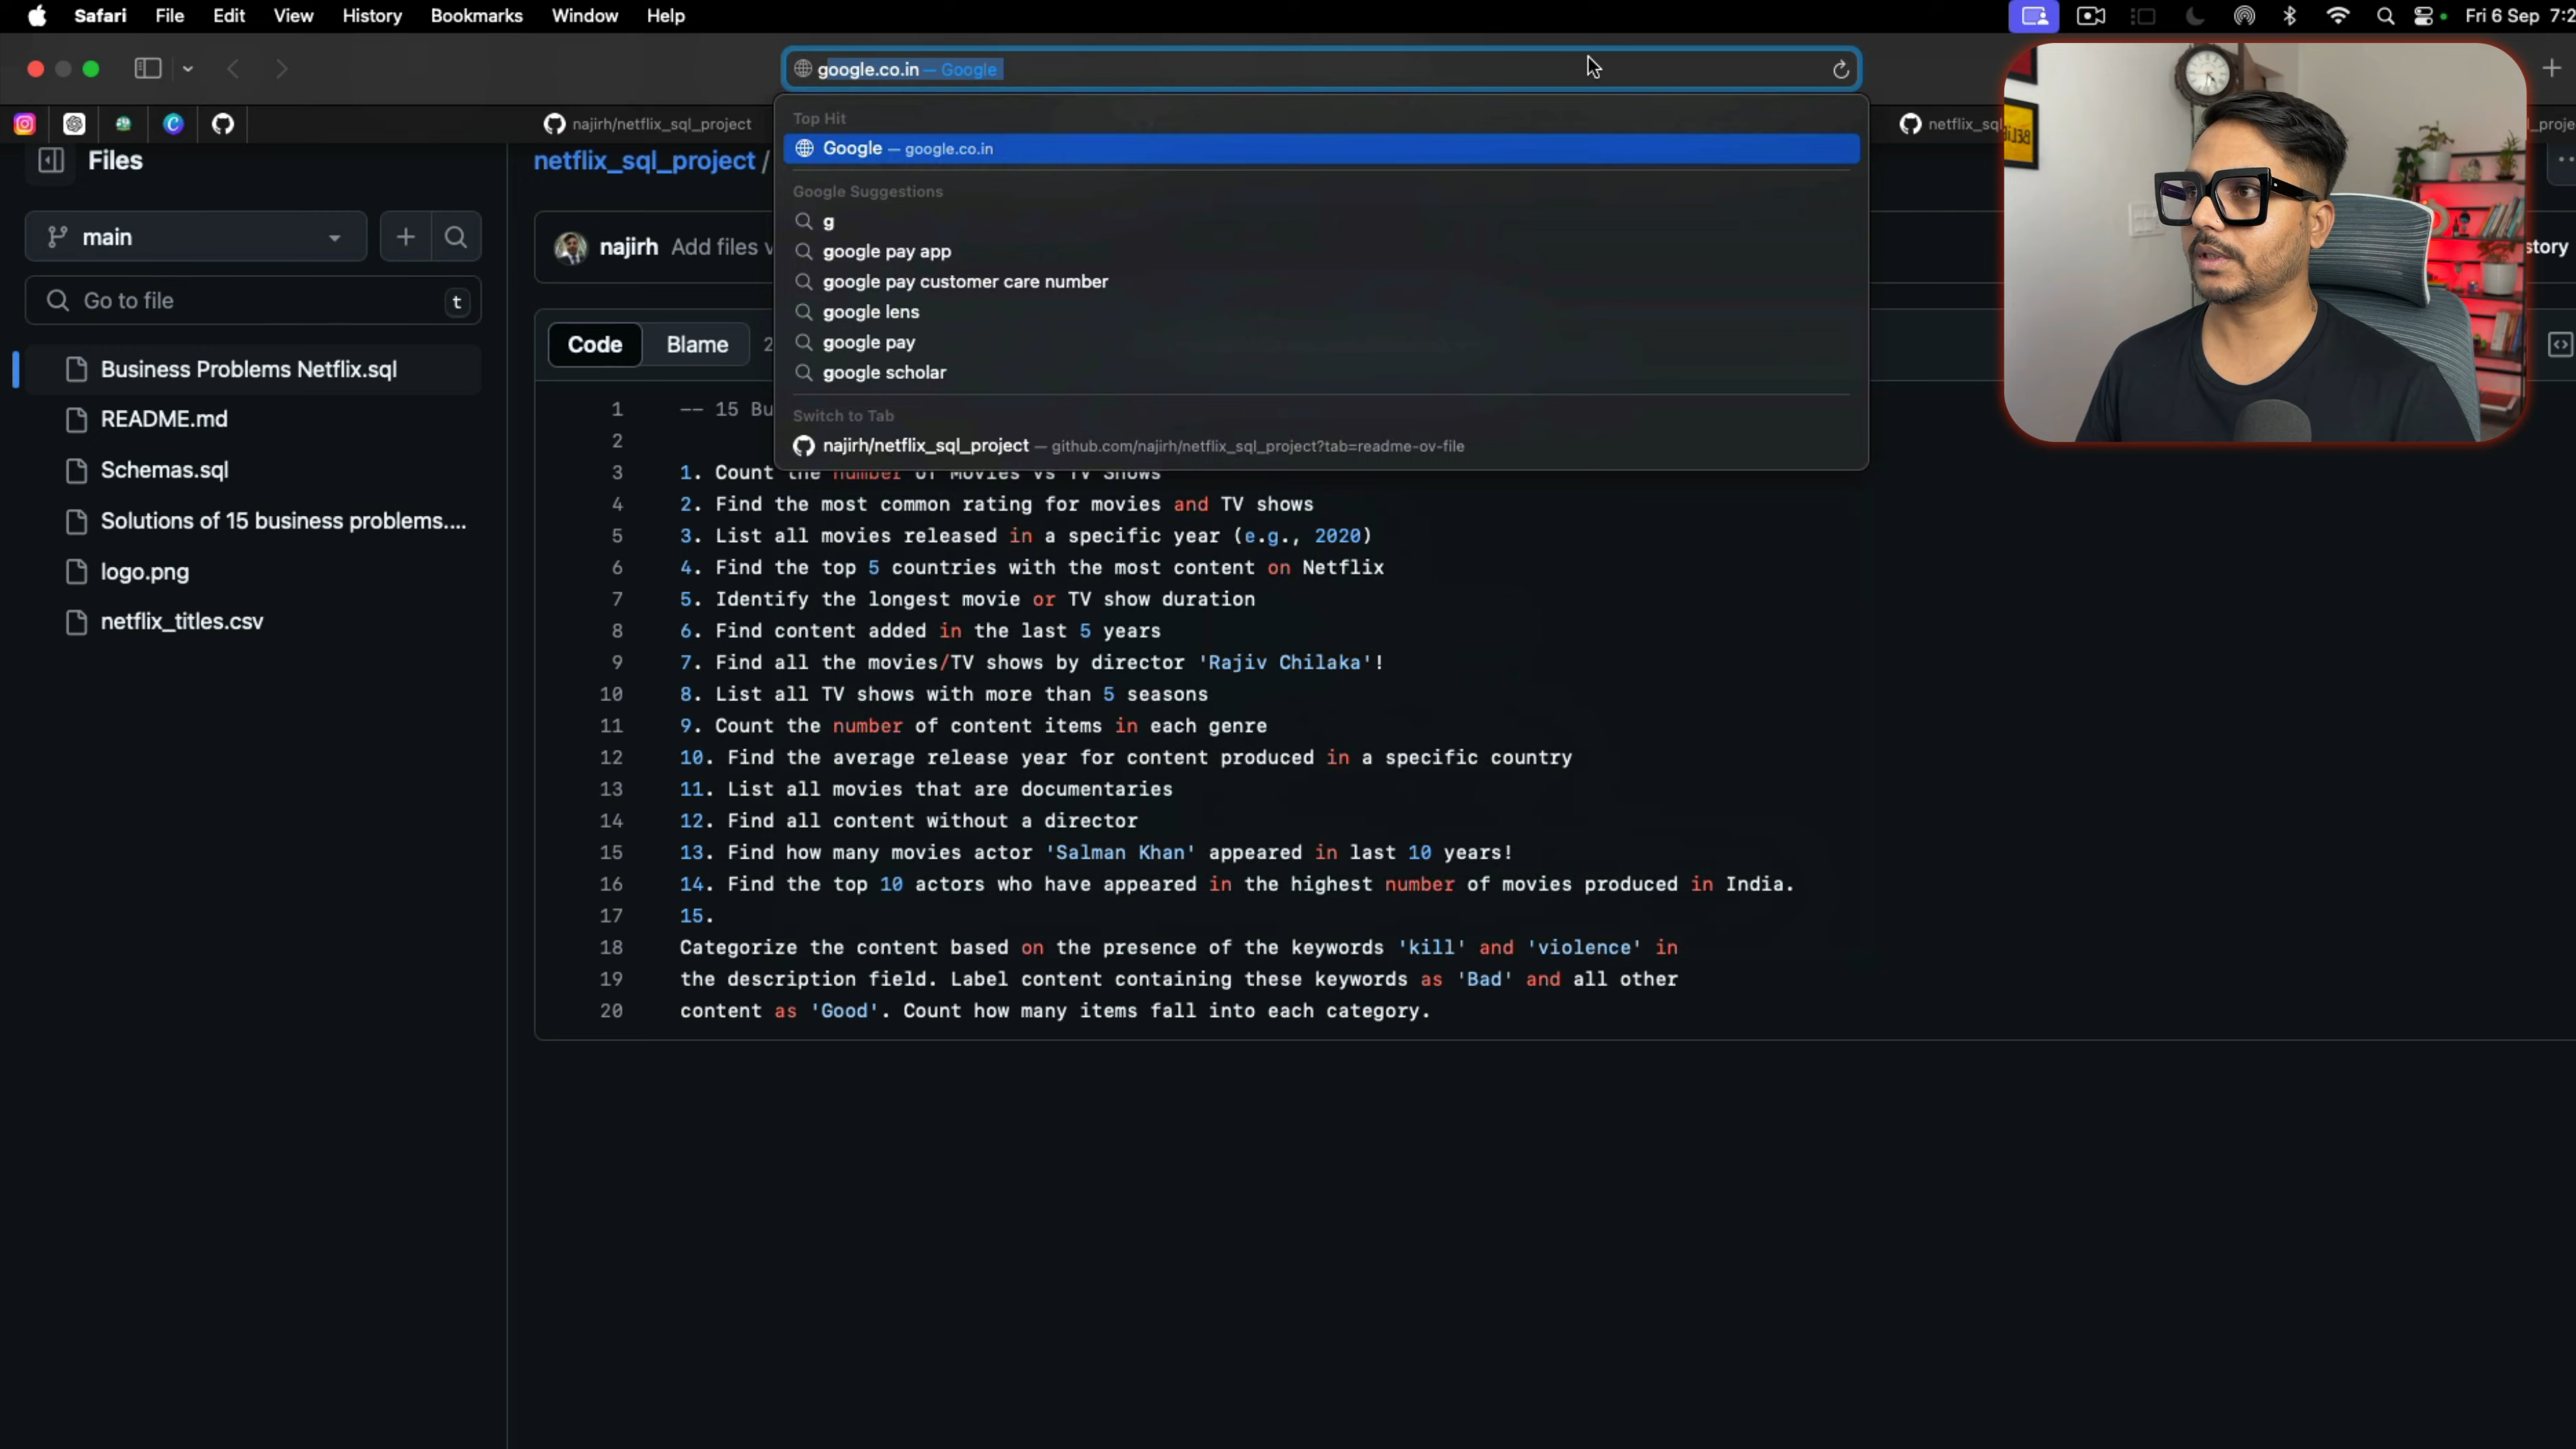 Safari File Edit View History Bookmarks Window Help
Fri 6 Sep 7:2
google.co.in — Google
najirh/netflix_sql_project
netflix_sql
_proje
Top Hit
Google — google.co.in
Google Suggestions
g
google pay app
google pay customer care number
google lens
google pay
google scholar
Switch to Tab
najirh/netflix_sql_project — github.com/najirh/netflix_sql_project?tab=readme-ov-file
Files
main
Go to file
t
Business Problems Netflix.sql
README.md
Schemas.sql
Solutions of 15 business problems....
logo.png
netflix_titles.csv
netflix_sql_project /
najirh Add files v
story
Code Blame 2
1 -- 15 Bu
2
3 1. Count the number of Movies vs TV Shows
4 2. Find the most common rating for movies and TV shows
5 3. List all movies released in a specific year (e.g., 2020)
6 4. Find the top 5 countries with the most content on Netflix
7 5. Identify the longest movie or TV show duration
8 6. Find content added in the last 5 years
9 7. Find all the movies/TV shows by director 'Rajiv Chilaka'!
10 8. List all TV shows with more than 5 seasons
11 9. Count the number of content items in each genre
12 10. Find the average release year for content produced in a specific country
13 11. List all movies that are documentaries
14 12. Find all content without a director
15 13. Find how many movies actor 'Salman Khan' appeared in last 10 years!
16 14. Find the top 10 actors who have appeared in the highest number of movies produced in India.
17 15.
18 Categorize the content based on the presence of the keywords 'kill' and 'violence' in
19 the description field. Label content containing these keywords as 'Bad' and all other
20 content as 'Good'. Count how many items fall into each category.